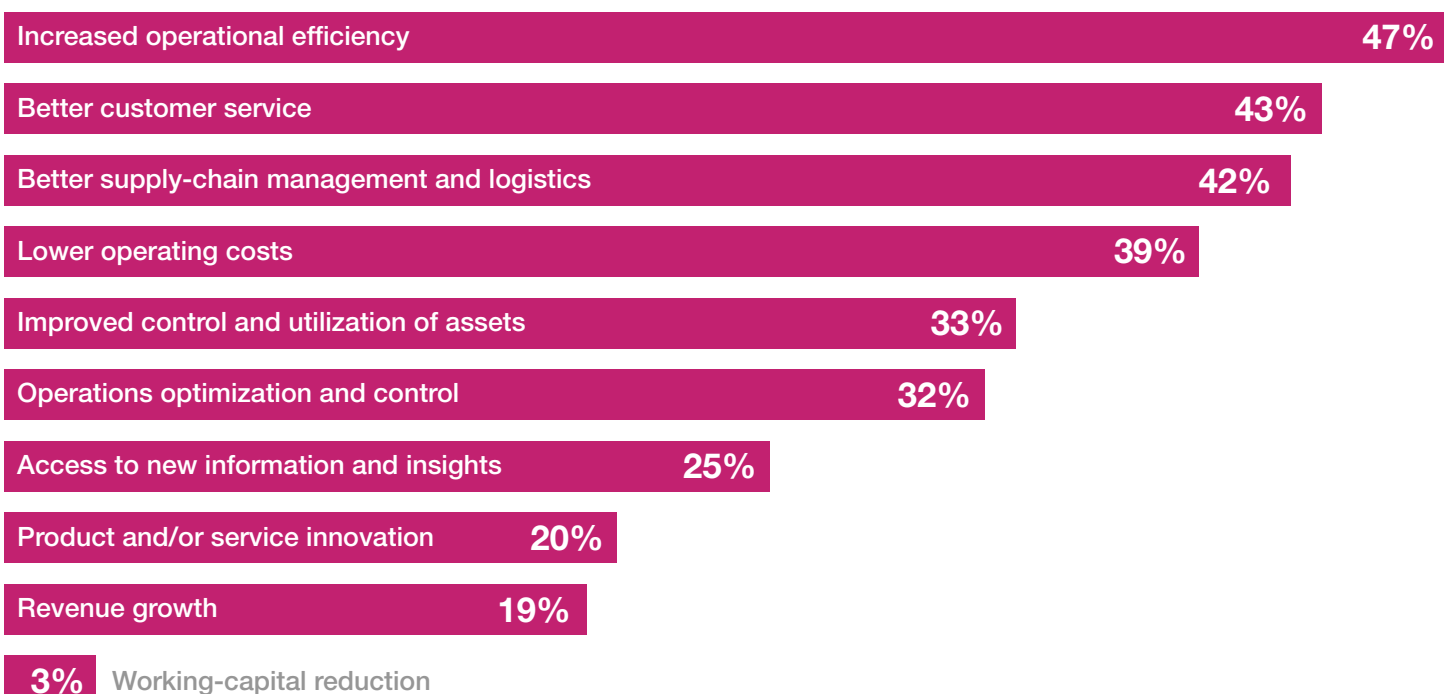 Increased operational efficiency 47%
Better customer service 43%
Better supply-chain management and logistics 42%
Lower operating costs 39%
Improved control and utilization of assets 33%
Operations optimization and control 32%
Access to new information and insights 25%
Product and/or service innovation 20%
Revenue growth 19%
3% Working-capital reduction